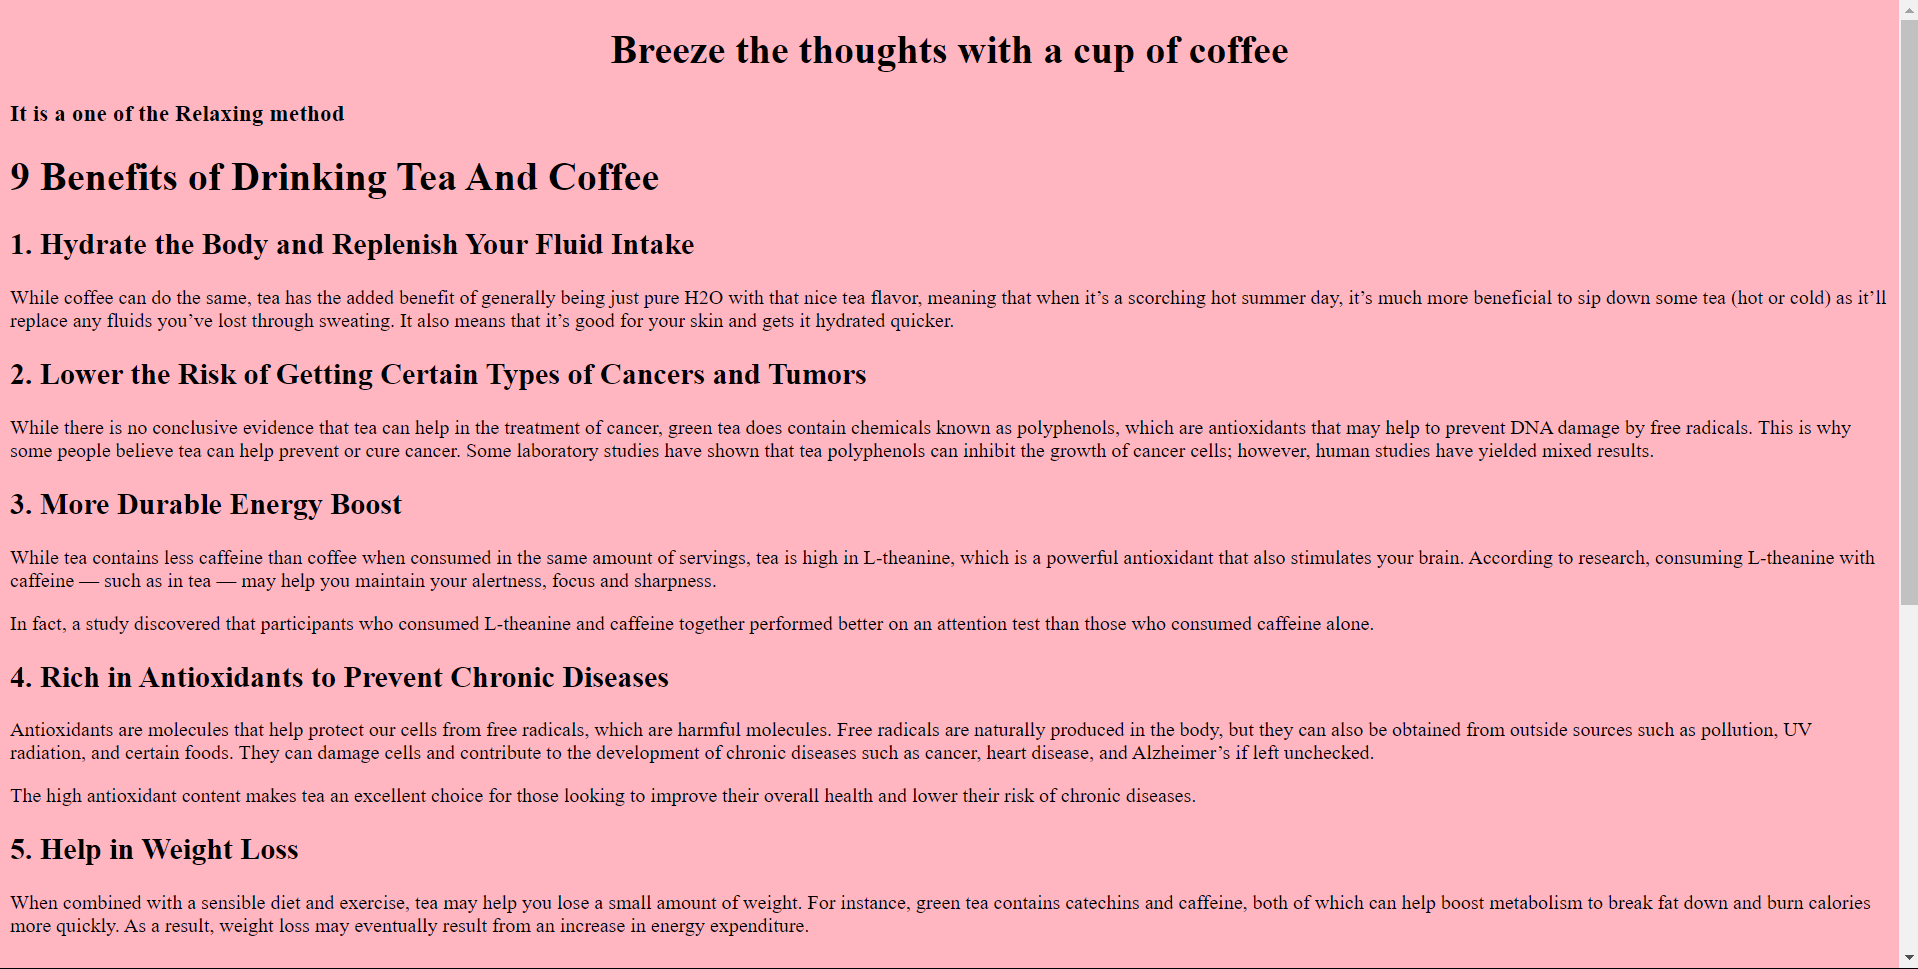 Breeze the thoughts with a cup of coffee
It is a one of the Relaxing method
9 Benefits of Drinking Tea And Coffee
1. Hydrate the Body and Replenish Your Fluid Intake
While coffee can do the same, tea has the added benefit of generally being just pure H2O with that nice tea flavor, meaning that when it’s a scorching hot summer day, it’s much more beneficial to sip down some tea (hot or cold) as it’ll
replace any fluids you’ve lost through sweating. It also means that it’s good for your skin and gets it hydrated quicker.
2. Lower the Risk of Getting Certain Types of Cancers and Tumors
While there is no conclusive evidence that tea can help in the treatment of cancer, green tea does contain chemicals known as polyphenols, which are antioxidants that may help to prevent DNA damage by free radicals. This is why
some people believe tea can help prevent or cure cancer. Some laboratory studies have shown that tea polyphenols can inhibit the growth of cancer cells; however, human studies have yielded mixed results.
3. More Durable Energy Boost
While tea contains less caffeine than coffee when consumed in the same amount of servings, tea is high in L-theanine, which is a powerful antioxidant that also stimulates your brain. According to research, consuming L-theanine with
caffeine — such as in tea — may help you maintain your alertness, focus and sharpness.
In fact, a study discovered that participants who consumed L-theanine and caffeine together performed better on an attention test than those who consumed caffeine alone.
4. Rich in Antioxidants to Prevent Chronic Diseases
Antioxidants are molecules that help protect our cells from free radicals, which are harmful molecules. Free radicals are naturally produced in the body, but they can also be obtained from outside sources such as pollution, UV
radiation, and certain foods. They can damage cells and contribute to the development of chronic diseases such as cancer, heart disease, and Alzheimer’s if left unchecked.
The high antioxidant content makes tea an excellent choice for those looking to improve their overall health and lower their risk of chronic diseases.
5. Help in Weight Loss
When combined with a sensible diet and exercise, tea may help you lose a small amount of weight. For instance, green tea contains catechins and caffeine, both of which can help boost metabolism to break fat down and burn calories
more quickly. As a result, weight loss may eventually result from an increase in energy expenditure.